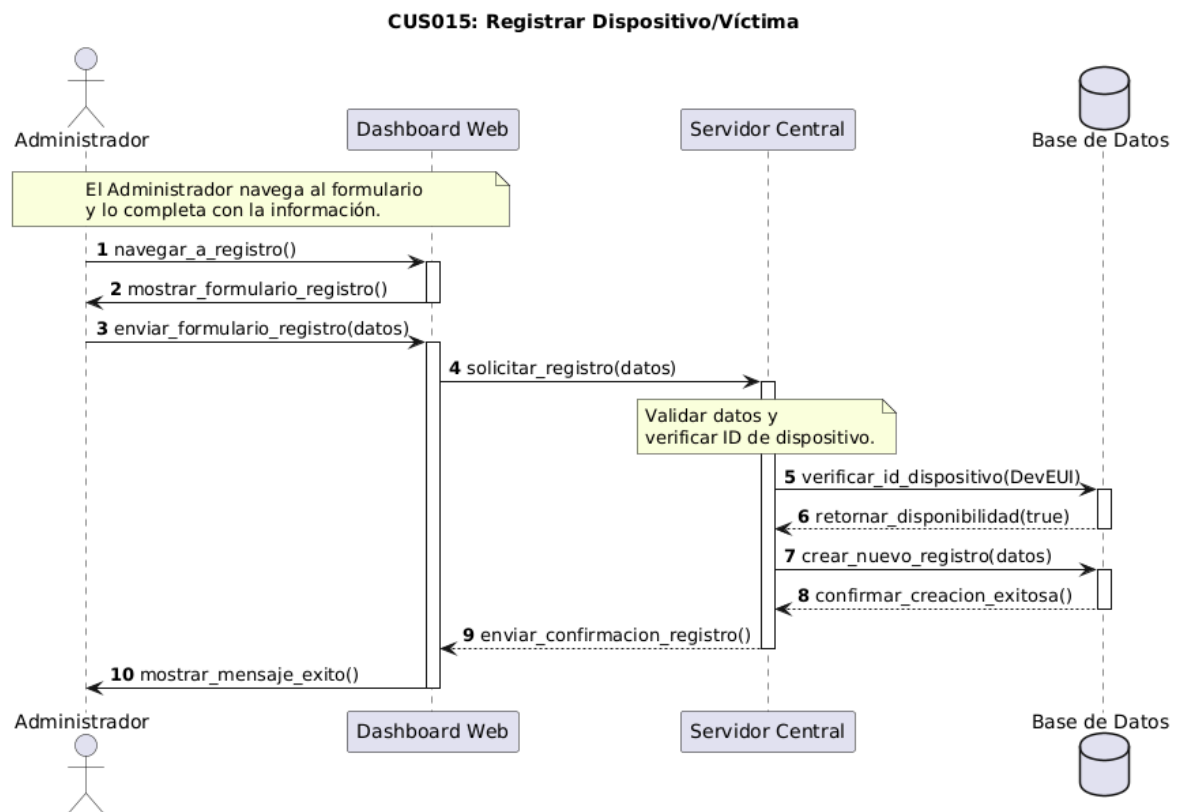 CUS015: Registrar Dispositivo/Víctima
Administrador
Dashboard Web
Servidor Central
Base de Datos
El Administrador navega al formulario
y lo completa con la información.
1 navegar_a_registro()
2 mostrar_formulario_registro()
3 enviar_formulario_registro(datos)
4 solicitar_registro(datos)
Validar datos y
verificar ID de dispositivo.
5 verificar_id_dispositivo(DevEUI)
6 retornar_disponibilidad(true)
7 crear_nuevo_registro(datos)
8 confirmar_creacion_exitosa()
9 enviar_confirmacion_registro()
10 mostrar_mensaje_exito()
Administrador
Dashboard Web
Servidor Central
Base de Datos